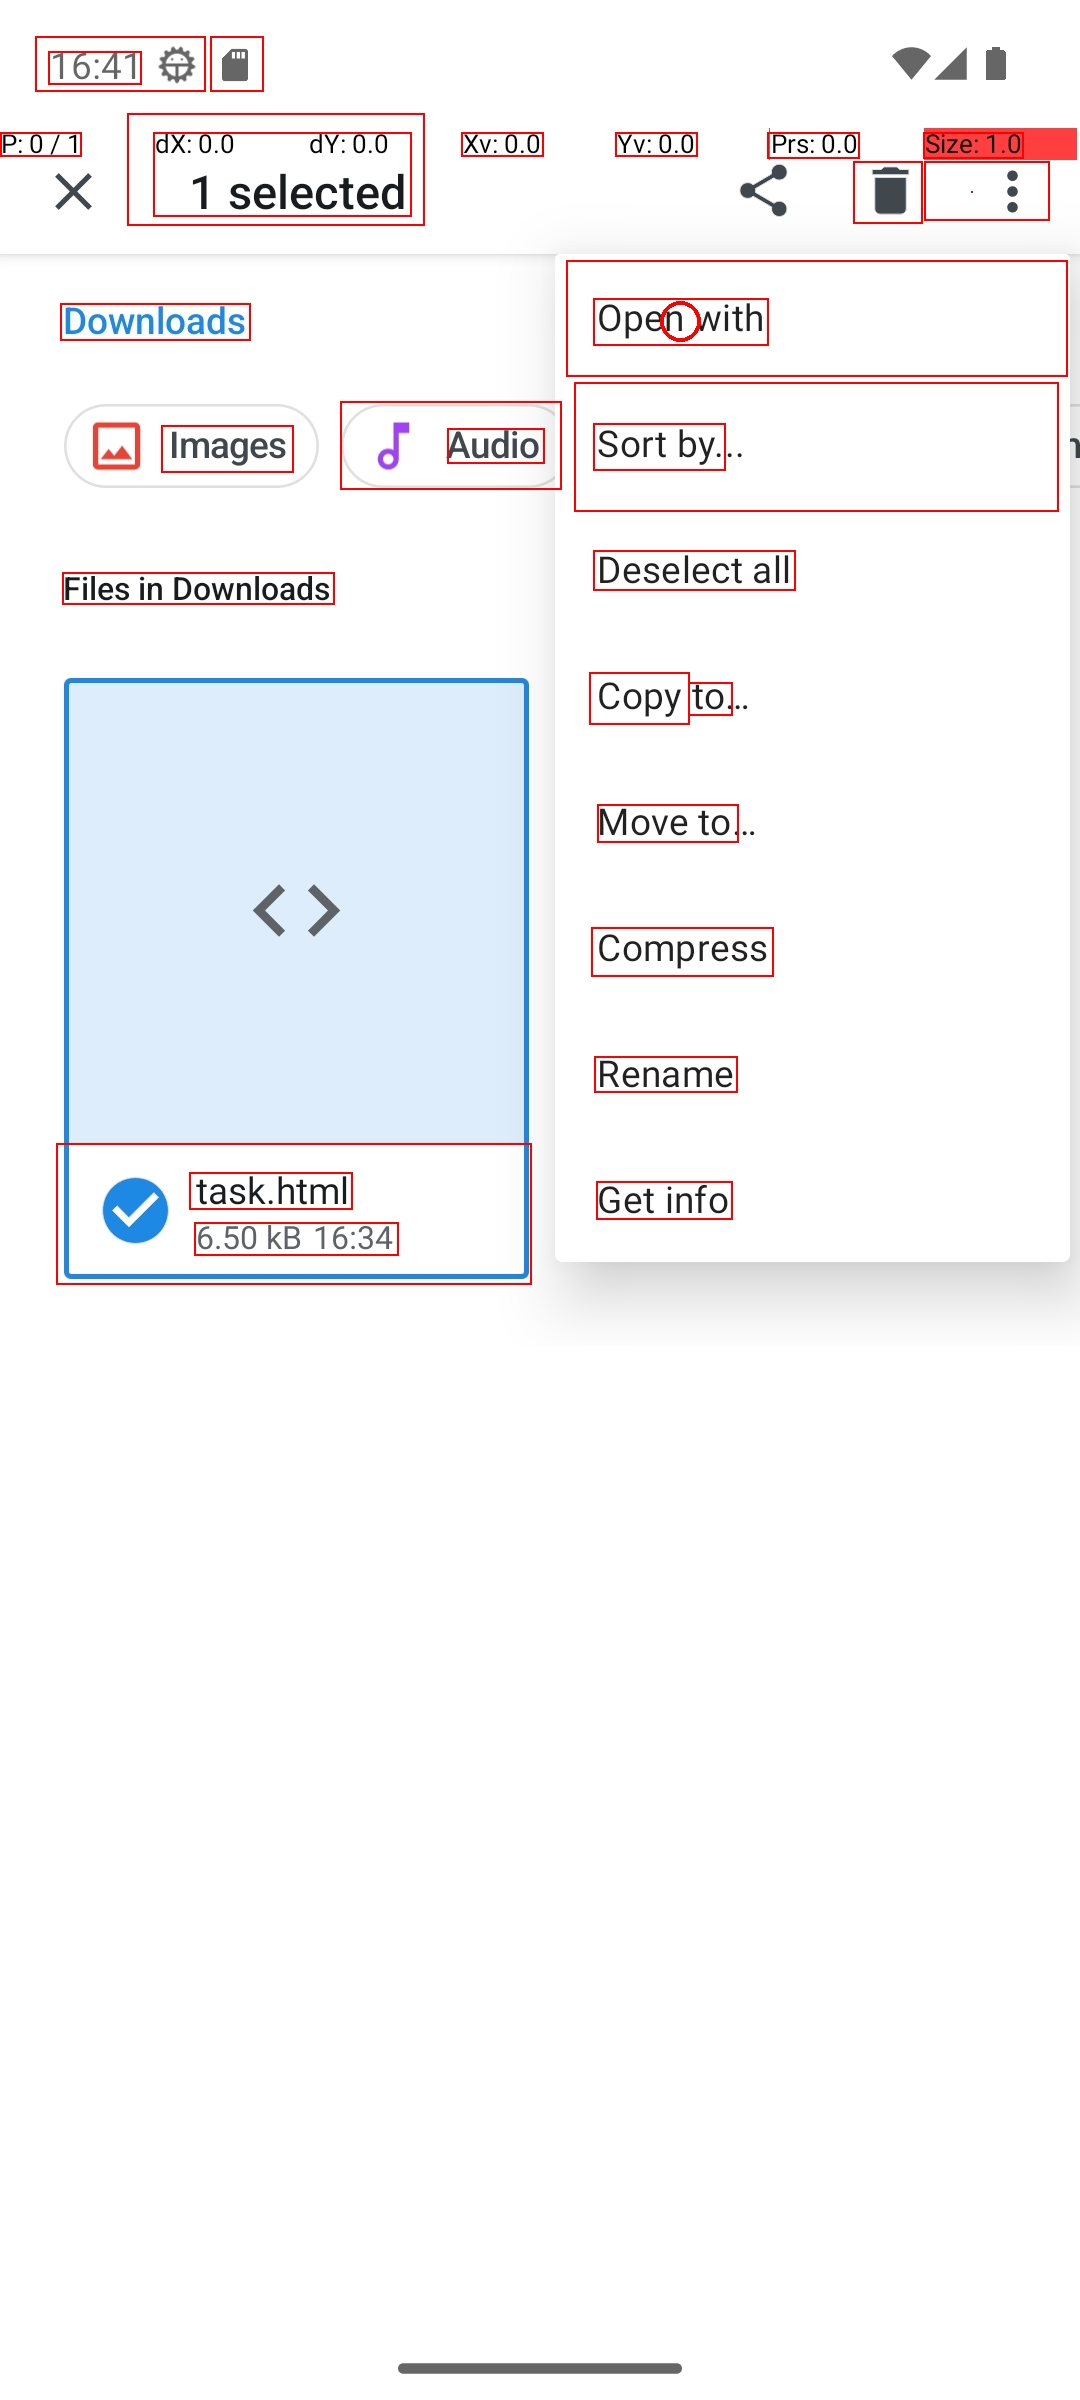 16:41
P: 0 / 1 dX: 0.0 dY: 0.0 Xv: 0.0 Yv: 0.0 Prs: 0.0 Size: 1.0
1 selected
Downloads
Open with
Images
Audio
Sort by...
Deselect all
Files in Downloads
Copy to…
Move to…
Compress
Rename
task.html
6.50 kB 16:34
Get info